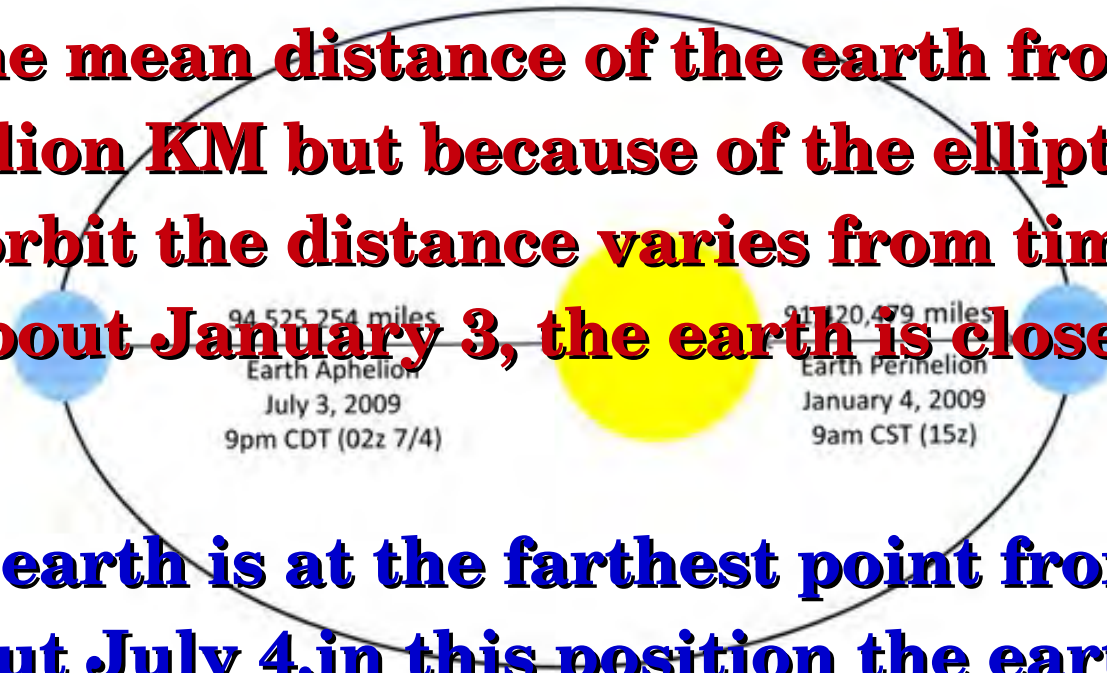 he mean distance of the earth fro
lion KM but because of the ellipt
orbit the distance varies from tim
bout January 3, the earth is close
94,525,254 miles
Earth Aphelion
July 3, 2009
9pm CDT (02z 7/4)
91,420,479 miles
Earth Perihelion
January 4, 2009
9am CST (15z)
earth is at the farthest point from
ut July 4,in this position the eart